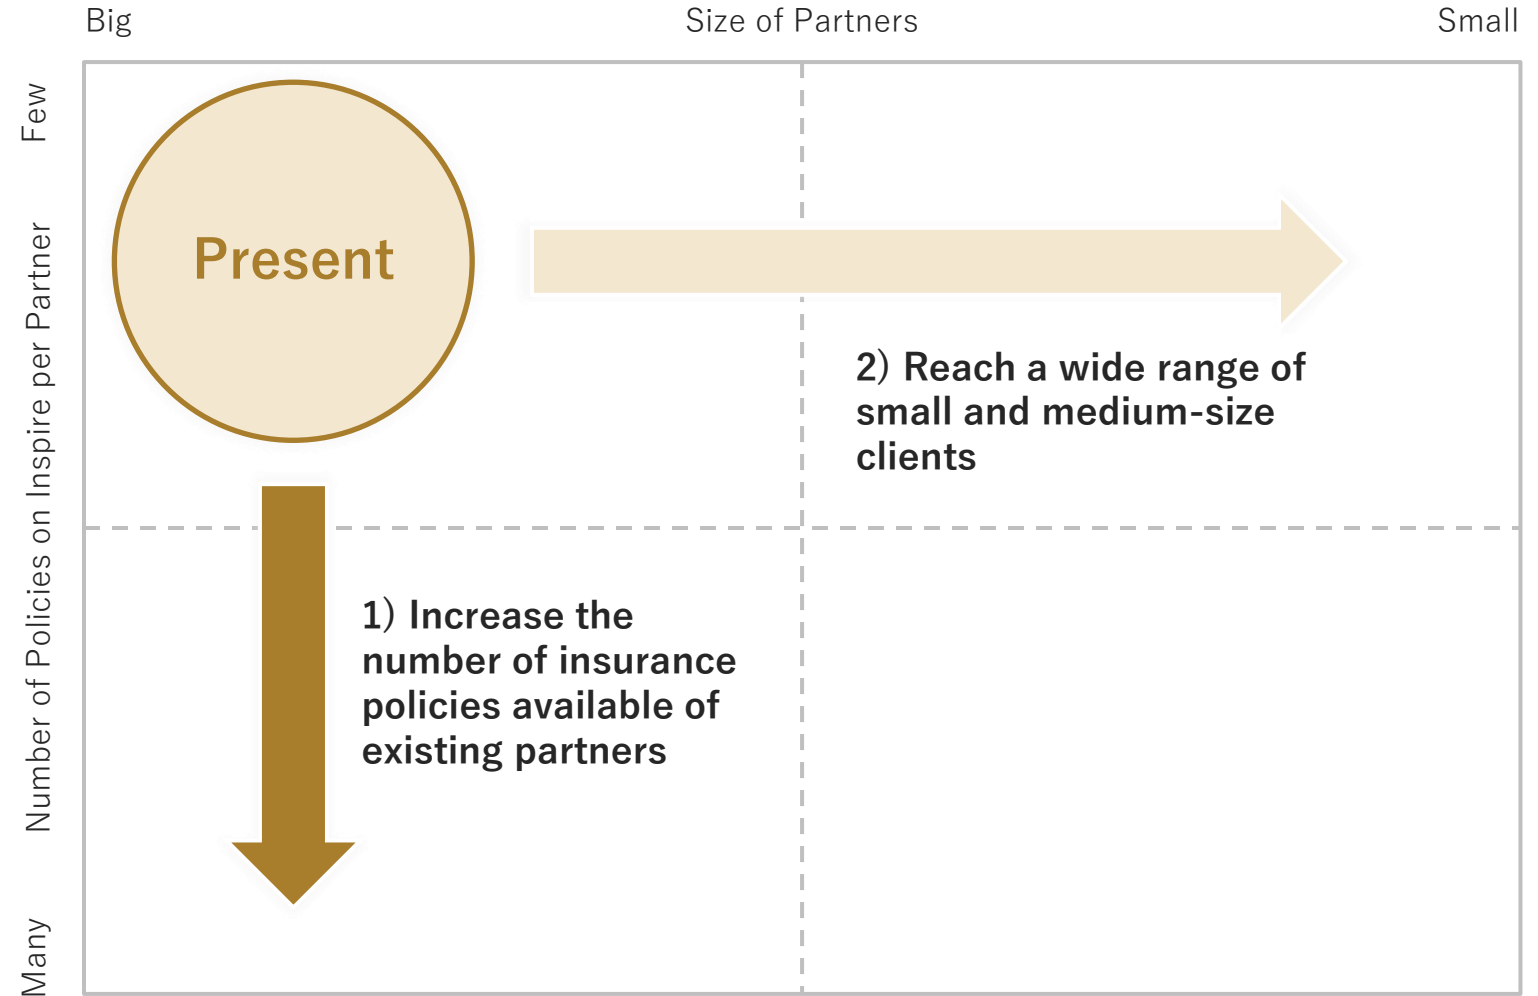 Big
Size of Partners
Small
Few
Number of Policies on Inspire per Partner
Many
Present
2) Reach a wide range of
small and medium-size
clients
1) Increase the
number of insurance
policies available of
existing partners